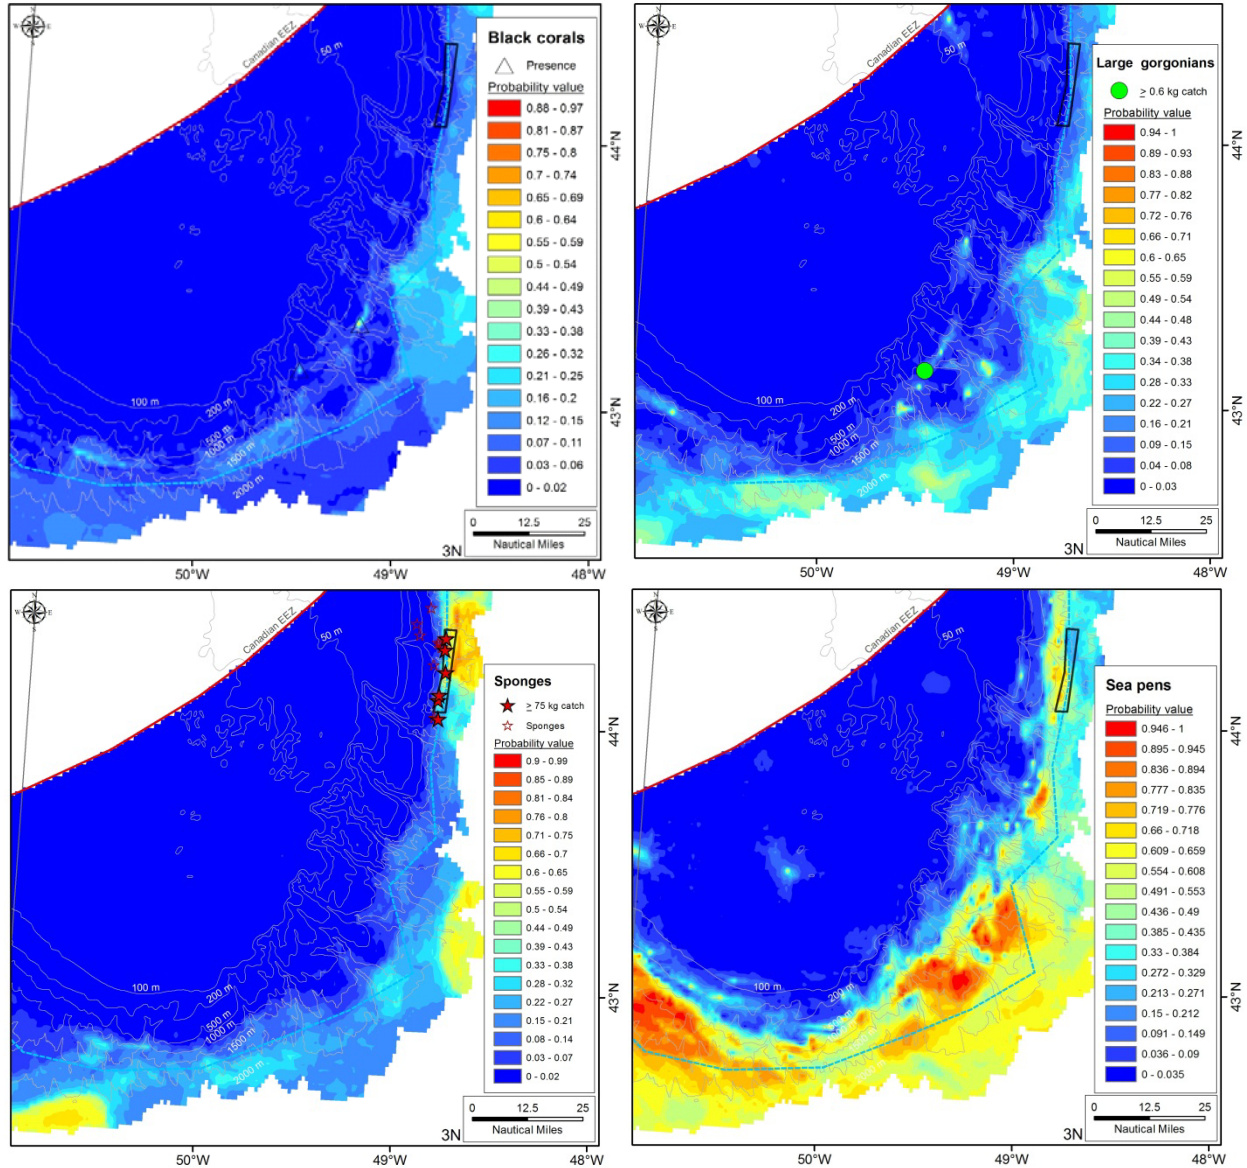 Canadian EEZ
50 m
100 m
200 m
500 m
1000 m
1500 m
2000 m
Black corals
Presence
Probability value
0.88 - 0.97
0.81 - 0.87
0.75 - 0.8
0.7 - 0.74
0.65 - 0.69
0.6 - 0.64
0.55 - 0.59
0.5 - 0.54
0.44 - 0.49
0.39 - 0.43
0.33 - 0.38
0.26 - 0.32
0.21 - 0.25
0.16 - 0.2
0.12 - 0.15
0.07 - 0.11
0.03 - 0.06
0 - 0.02
0 12.5 25
Nautical Miles
3N
44°N
43°N
50°W 49°W 48°W
Canadian EEZ
50 m
100 m
200 m
500 m
1000 m
1500 m
2000 m
Large gorgonians
≥ 0.6 kg catch
Probability value
0.94 - 1
0.89 - 0.93
0.83 - 0.88
0.77 - 0.82
0.72 - 0.76
0.66 - 0.71
0.6 - 0.65
0.55 - 0.59
0.49 - 0.54
0.44 - 0.48
0.39 - 0.43
0.34 - 0.38
0.28 - 0.33
0.22 - 0.27
0.16 - 0.21
0.09 - 0.15
0.04 - 0.08
0 - 0.03
0 12.5 25
Nautical Miles
3N
44°N
43°N
50°W 49°W 48°W
Canadian EEZ
50 m
100 m
200 m
500 m
1000 m
1500 m
2000 m
Sponges
≥ 75 kg catch
Sponges
Probability value
0.9 - 0.99
0.85 - 0.89
0.81 - 0.84
0.76 - 0.8
0.71 - 0.75
0.66 - 0.7
0.6 - 0.65
0.55 - 0.59
0.5 - 0.54
0.44 - 0.49
0.39 - 0.43
0.33 - 0.38
0.28 - 0.32
0.22 - 0.27
0.15 - 0.21
0.08 - 0.14
0.03 - 0.07
0 - 0.02
0 12.5 25
Nautical Miles
3N
44°N
43°N
50°W 49°W 48°W
Canadian EEZ
50 m
100 m
200 m
Sea pens
Probability value
0.946 - 1
0.895 - 0.945
0.836 - 0.894
0.777 - 0.835
0.719 - 0.776
0.66 - 0.718
0.609 - 0.659
0.554 - 0.608
0.491 - 0.553
0.436 - 0.49
0.385 - 0.435
0.33 - 0.384
0.272 - 0.329
0.213 - 0.271
0.15 - 0.212
0.091 - 0.149
0.036 - 0.09
0 - 0.035
0 12.5 25
Nautical Miles
3N
44°N
43°N
50°W 49°W 48°W